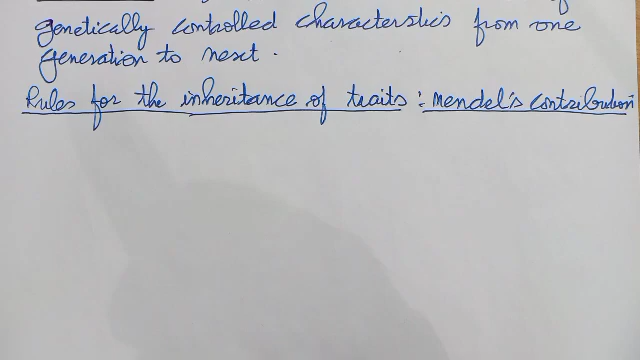 genetically controlled characterstics from one
generation to next .
Rules for the inheritance of traits : Mendel's contribution